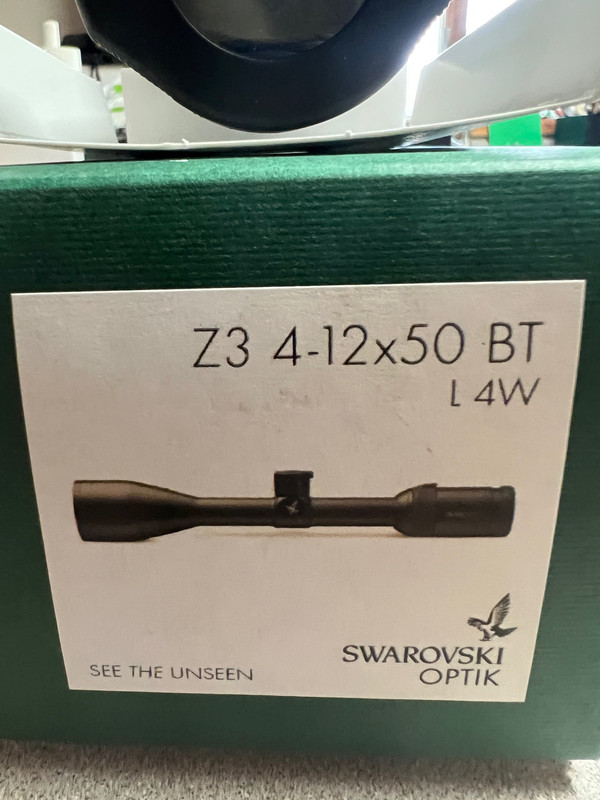 Z3 4-12x50 BT
L 4W
SEE THE UNSEEN
SWAROVSKI
OPTIK